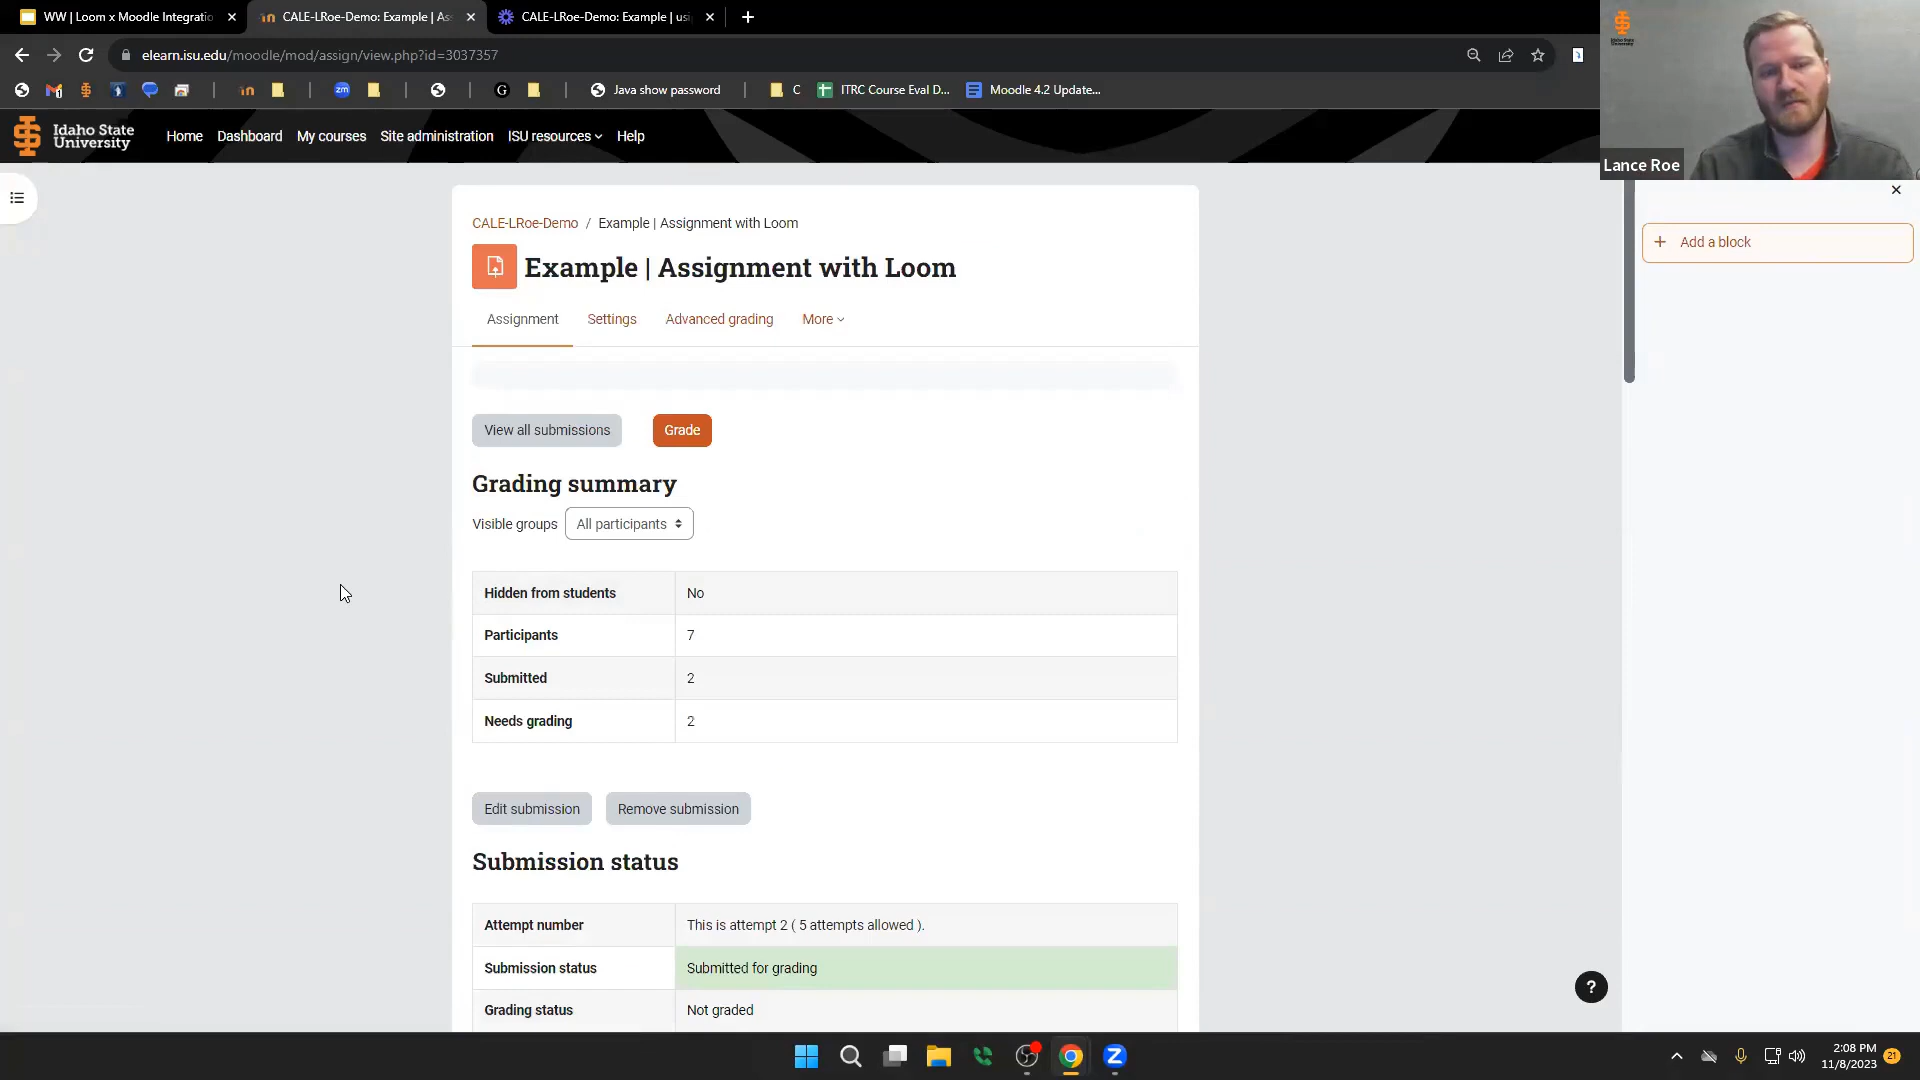 WW | Loom x Moodle Integratio
CALE-LRoe-Demo: Example | As
CALE-LRoe-Demo: Example | usi
elearn.isu.edu/moodle/mod/assign/view.php?id=3037357
zm
G
Java show password
C
ITRC Course Eval D...
Moodle 4.2 Update...
Idaho State
University
Home
Dashboard
My courses
Site administration
ISU resources
Help
Lance Roe
CALE-LRoe-Demo / Example | Assignment with Loom
Example | Assignment with Loom
Assignment
Settings
Advanced grading
More
+ Add a block
View all submissions
Grade
Grading summary
Visible groups
All participants
Hidden from students No
Participants 7
Submitted 2
Needs grading 2
Edit submission
Remove submission
Submission status
Attempt number This is attempt 2 ( 5 attempts allowed ).
Submission status Submitted for grading
Grading status Not graded
?
2:08 PM
11/8/2023
21